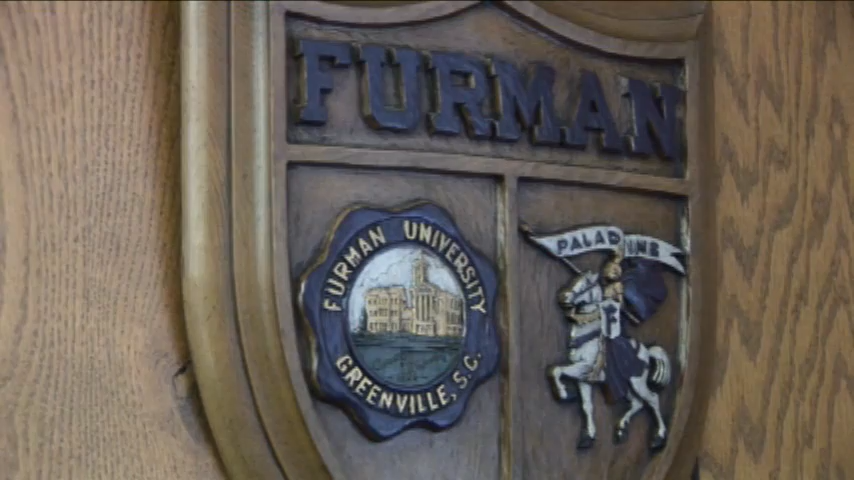 FURMAN
FURMAN UNIVERSITY
GREENVILLE, S.C.
PALADINS